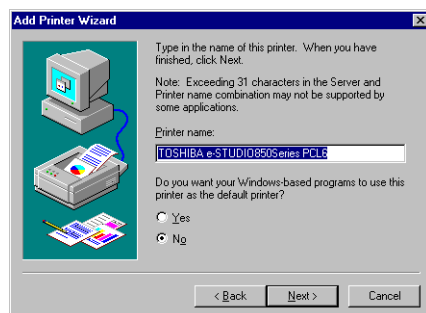 Add Printer Wizard
Type in the name of this printer. When you have
finished, click Next.
Note: Exceeding 31 characters in the Server and
Printer name combination may not be supported by
some applications.
Printer name:
TOSHIBA e-STUDIO850Series PCL6
Do you want your Windows-based programs to use this
printer as the default printer?
Yes
No
< Back
Next >
Cancel